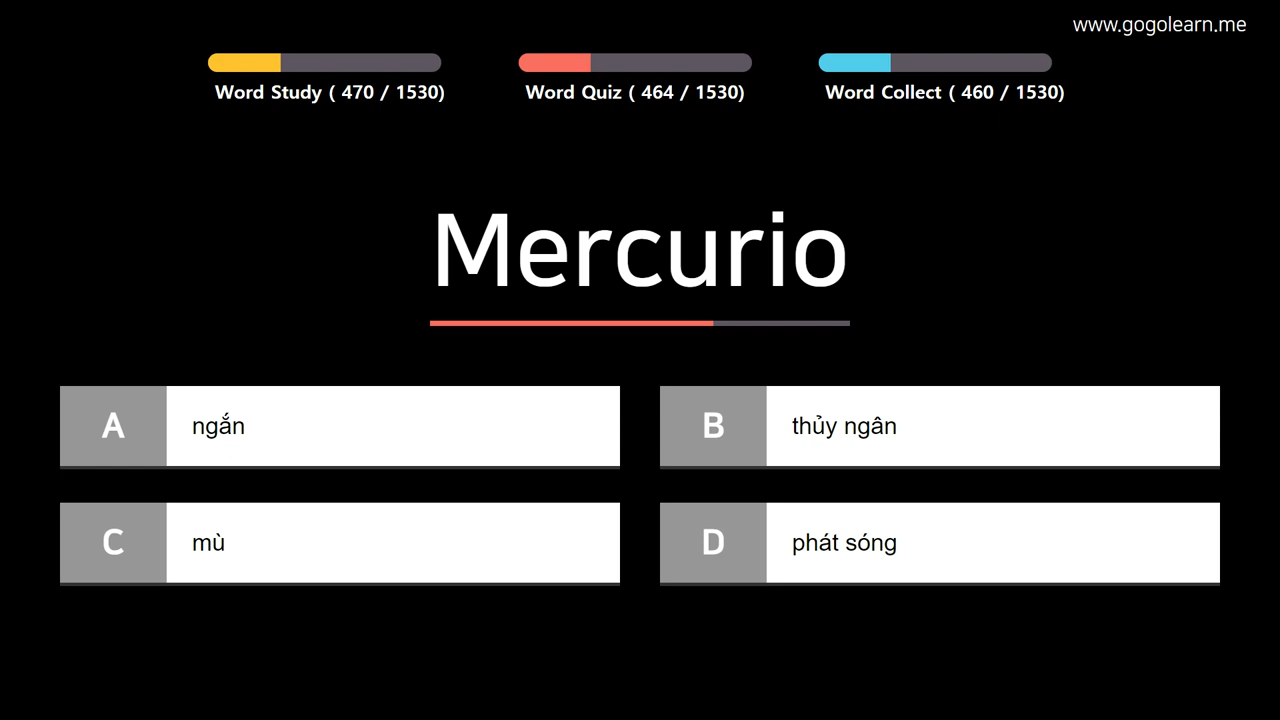 www.gogolearn.me
Word Study ( 470 / 1530)
Word Quiz ( 464 / 1530)
Word Collect ( 460 / 1530)
Mercurio
A ngắn
B thủy ngân
C mù
D phát sóng